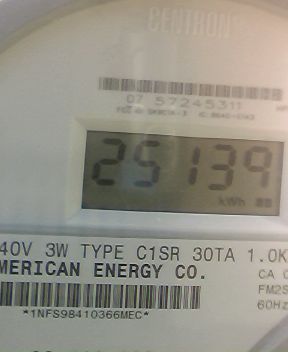 CENTRON
07 57245311
25139
kWh
40V 3W TYPE C1SR 30TA 1.0K
MERICAN ENERGY CO.
CA
FM2S
60Hz
*1NFS98410366MEC*